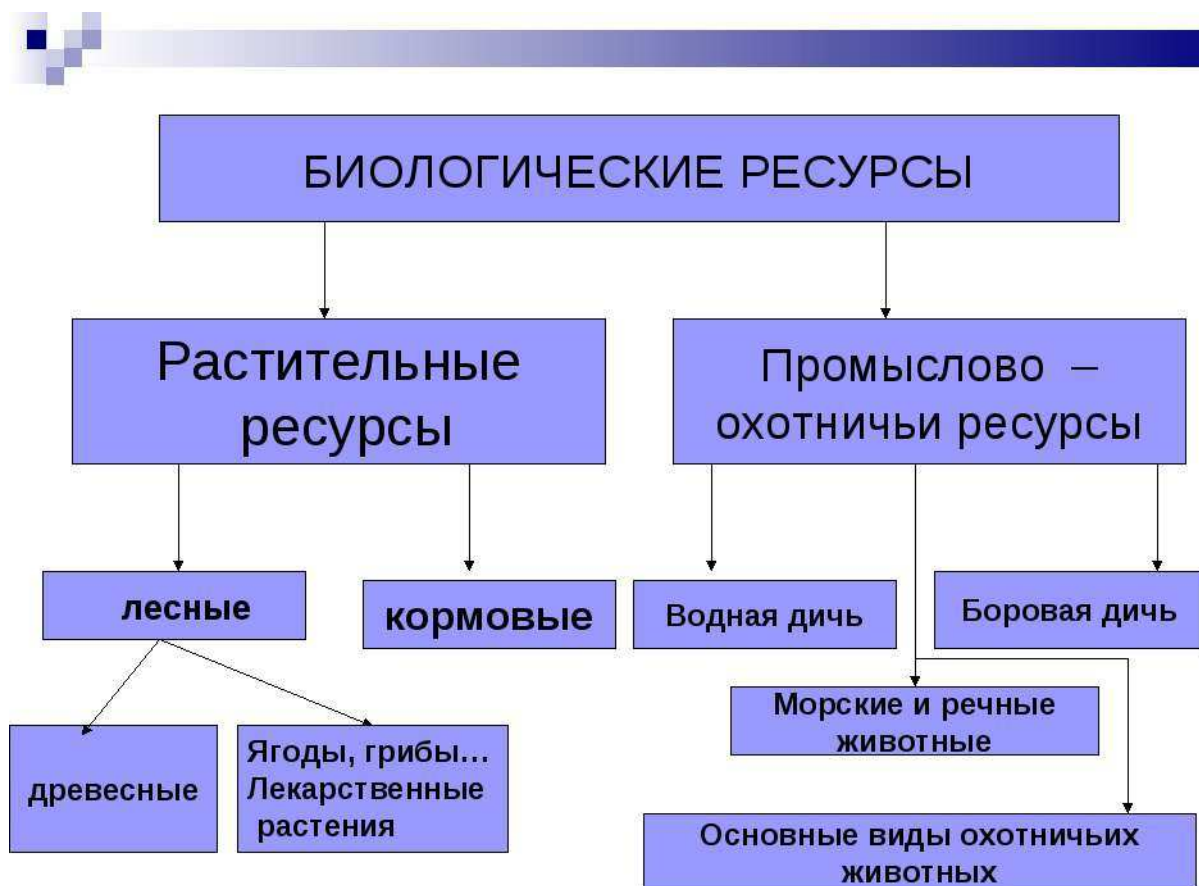 БИОЛОГИЧЕСКИЕ РЕСУРСЫ
Растительные
ресурсы
Промыслово –
охотничьи ресурсы
лесные
кормовые
Водная дичь
Боровая дичь
Морские и речные
животные
древесные
Ягоды, грибы...
Лекарственные
растения
Основные виды охотничьих
животных